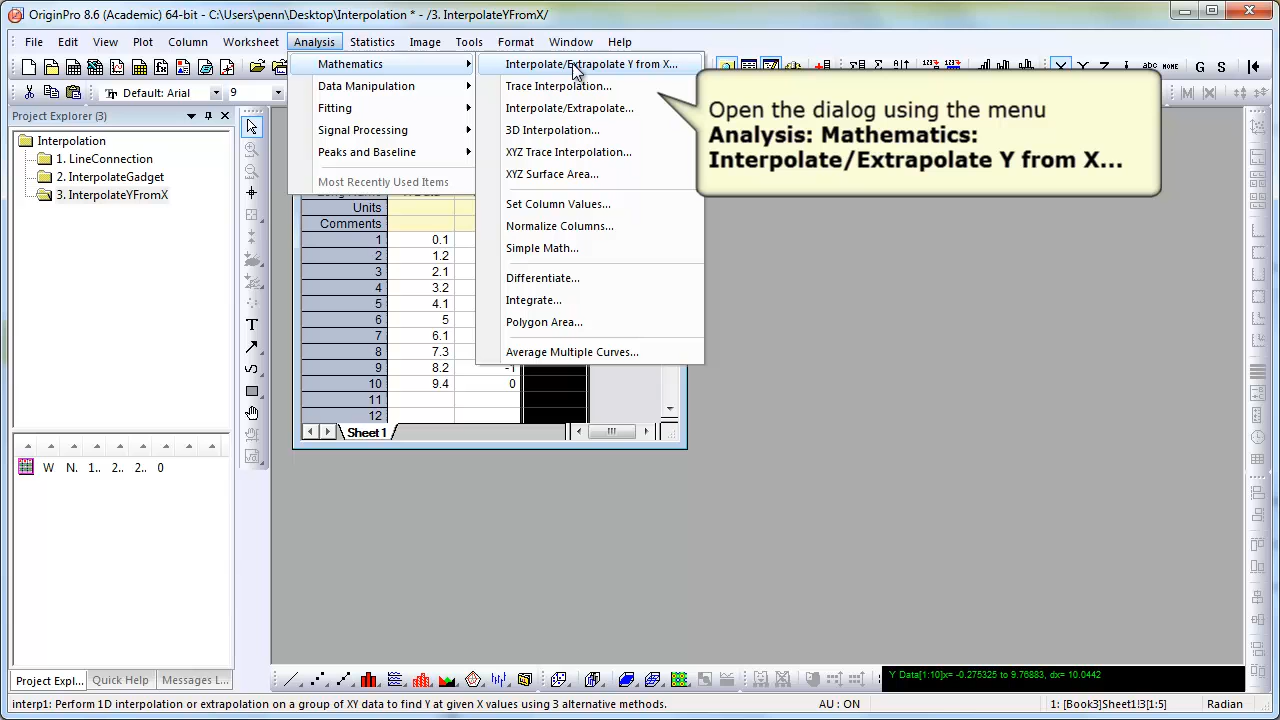 OriginPro 8.6 (Academic) 64-bit - C:\Users\penn\Desktop\Interpolation * - /3. InterpolateYFromX/
File Edit View Plot Column Worksheet Analysis Statistics Image Tools Format Window Help
Default: Arial 9
Mathematics
Data Manipulation
Fitting
Signal Processing
Peaks and Baseline
Most Recently Used Items
Interpolate/Extrapolate Y from X...
Trace Interpolation...
Interpolate/Extrapolate...
3D Interpolation...
XYZ Trace Interpolation...
XYZ Surface Area...
Set Column Values...
Normalize Columns...
Simple Math...
Differentiate...
Integrate...
Polygon Area...
Average Multiple Curves...
Open the dialog using the menu
Analysis: Mathematics:
Interpolate/Extrapolate Y from X...
Project Explorer (3)
Interpolation
1. LineConnection
2. InterpolateGadget
3. InterpolateYFromX
Units
Comments
1 0.1
2 1.2
3 2.1
4 3.2
5 4.1
6 5
7 6.1
8 7.3
9 8.2 -1
10 9.4 0
11
12
Sheet1
W N. 1.. 2.. 2.. 0
Project Expl... Quick Help Messages L...
Y Data[1:10]x= -0.275325 to 9.76883, dx= 10.0442
interp1: Perform 1D interpolation or extrapolation on a group of XY data to find Y at given X values using 3 alternative methods.
AU : ON
1: [Book3]Sheet1!3[1:5]
Radian